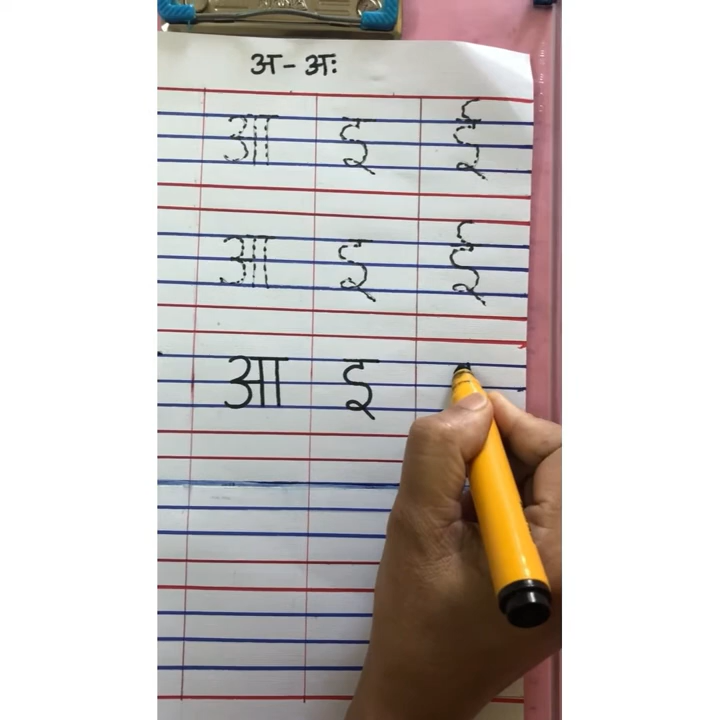 अ - अः
आ इ ई
आ इ ई
आ इ